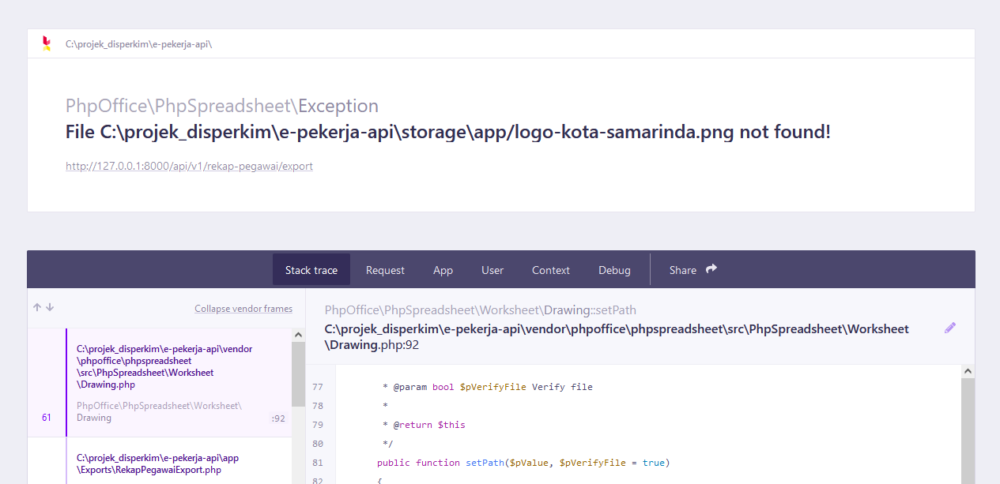 C:\projek_disperkim\e-pekerja-api\
PhpOffice\PhpSpreadsheet\Exception
File C:\projek_disperkim\e-pekerja-api\storage\app/logo-kota-samarinda.png not found!
http://127.0.0.1:8000/api/v1/rekap-pegawai/export
Stack trace Request App User Context Debug Share
Collapse vendor frames
C:\projek_disperkim\e-pekerja-api\vendor
\phpoffice\phpspreadsheet
\src\PhpSpreadsheet\Worksheet
\Drawing.php
PhpOffice\PhpSpreadsheet\Worksheet\
Drawing
61
:92
C:\projek_disperkim\e-pekerja-api\app
\Exports\RekapPegawaiExport.php
PhpOffice\PhpSpreadsheet\Worksheet\Drawing::setPath
C:\projek_disperkim\e-pekerja-api\vendor\phpoffice\phpspreadsheet\src\PhpSpreadsheet\Worksheet
\Drawing.php:92
77 * @param bool $pVerifyFile Verify file
78 *
79 * @return $this
80 */
81 public function setPath($pValue, $pVerifyFile = true)
82 {